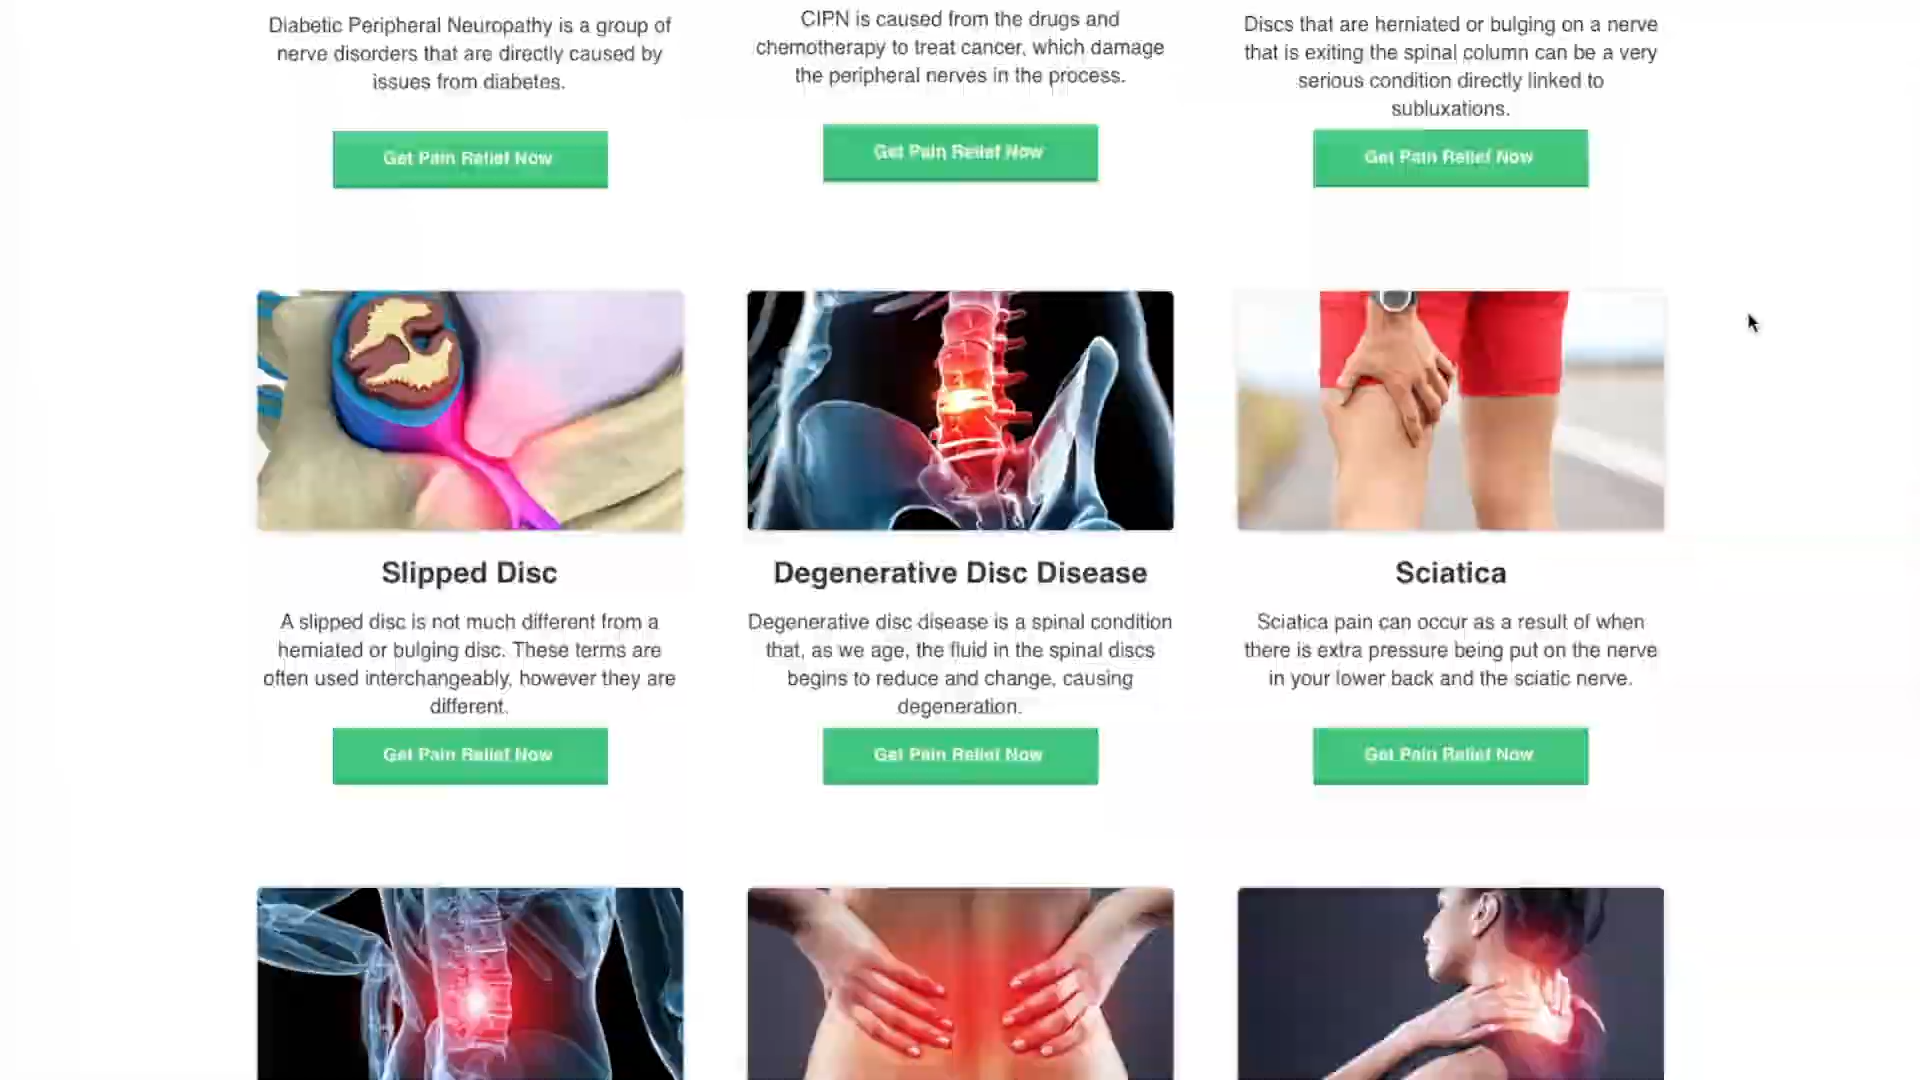 Diabetic Peripheral Neuropathy is a group of
nerve disorders that are directly caused by
issues from diabetes.
Get Pain Relief Now
CIPN is caused from the drugs and
chemotherapy to treat cancer, which damage
the peripheral nerves in the process.
Get Pain Relief Now
Discs that are herniated or bulging on a nerve
that is exiting the spinal column can be a very
serious condition directly linked to
subluxations.
Get Pain Relief Now
Slipped Disc
A slipped disc is not much different from a
herniated or bulging disc. These terms are
often used interchangeably, however they are
different.
Get Pain Relief Now
Degenerative Disc Disease
Degenerative disc disease is a spinal condition
that, as we age, the fluid in the spinal discs
begins to reduce and change, causing
degeneration.
Get Pain Relief Now
Sciatica
Sciatica pain can occur as a result of when
there is extra pressure being put on the nerve
in your lower back and the sciatic nerve.
Get Pain Relief Now